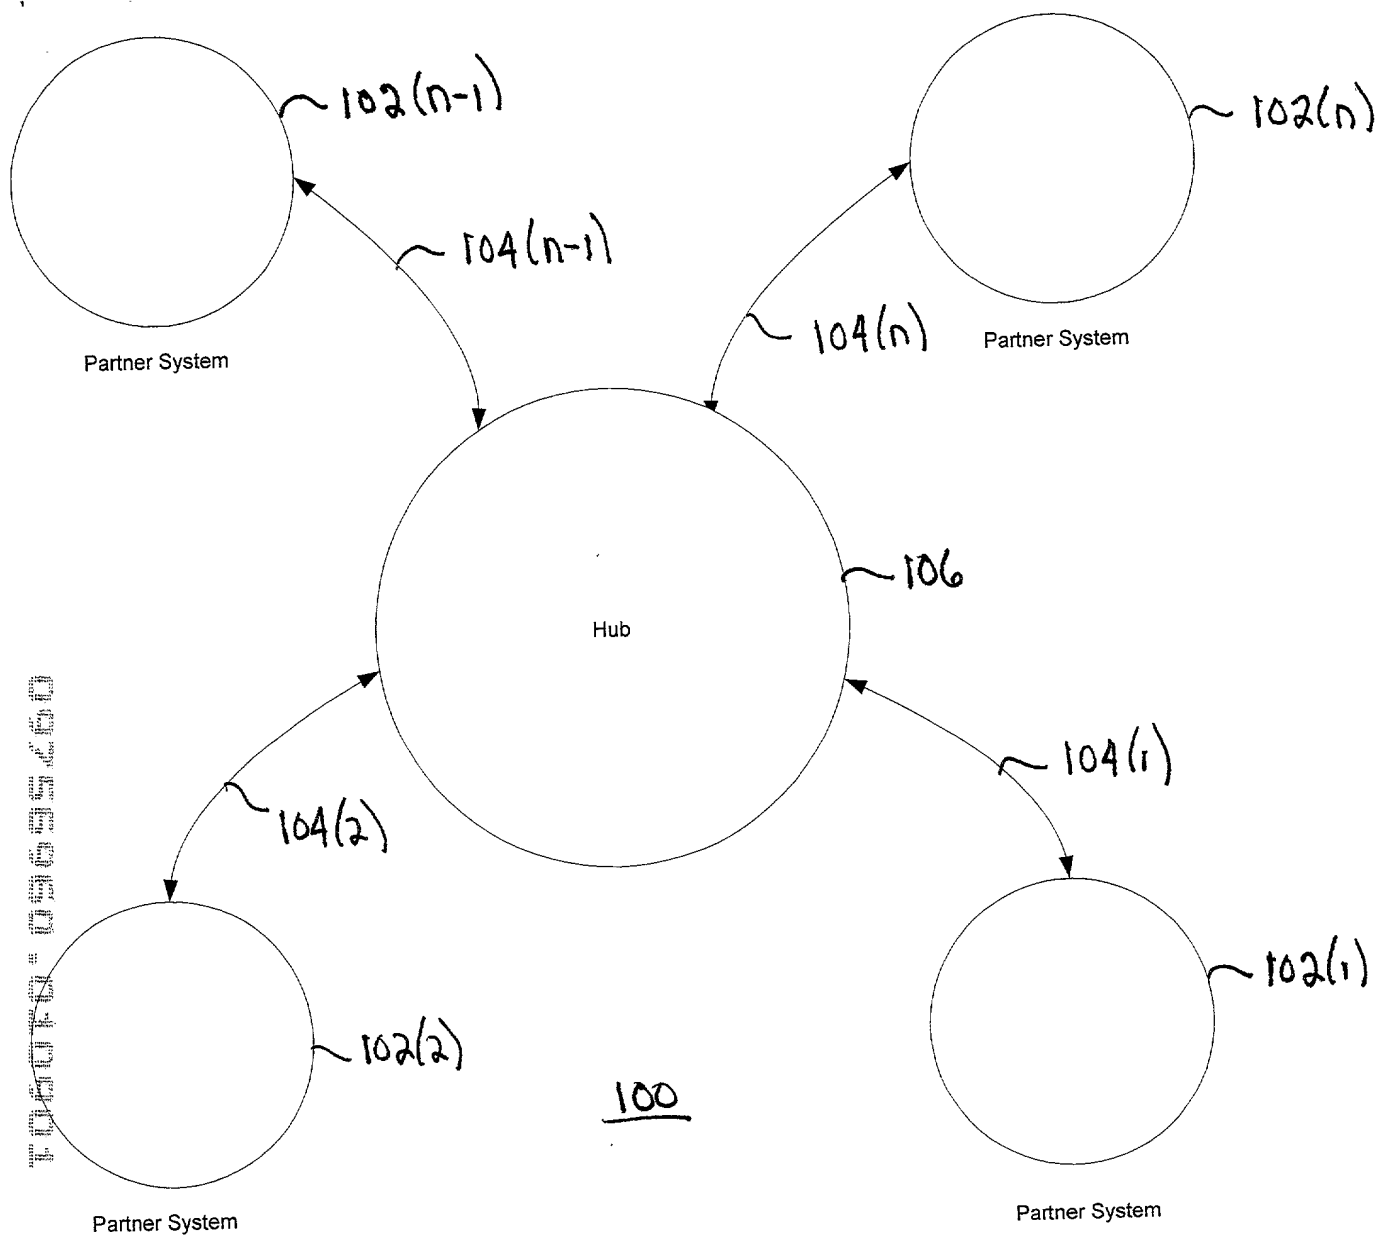 102(n-1)
102(n)
104(n-1)
104(n)
Partner System
Partner System
106
Hub
104(1)
104(2)
102(1)
102(2)
100
Partner System
Partner System